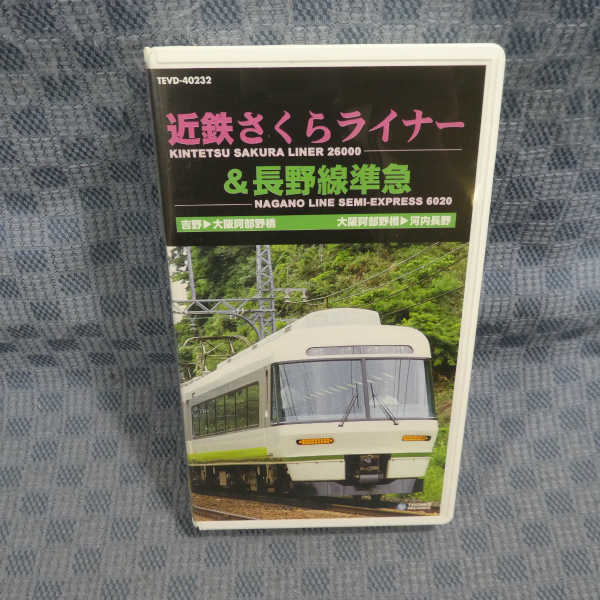 TEVD-40232
近鉄さくらライナー
KINTETSU SAKURA LINER 26000
&長野線準急
NAGANO LINE SEMI-EXPRESS 6020
吉野▶大阪阿部野橋 大阪阿部野橋▶河内長野